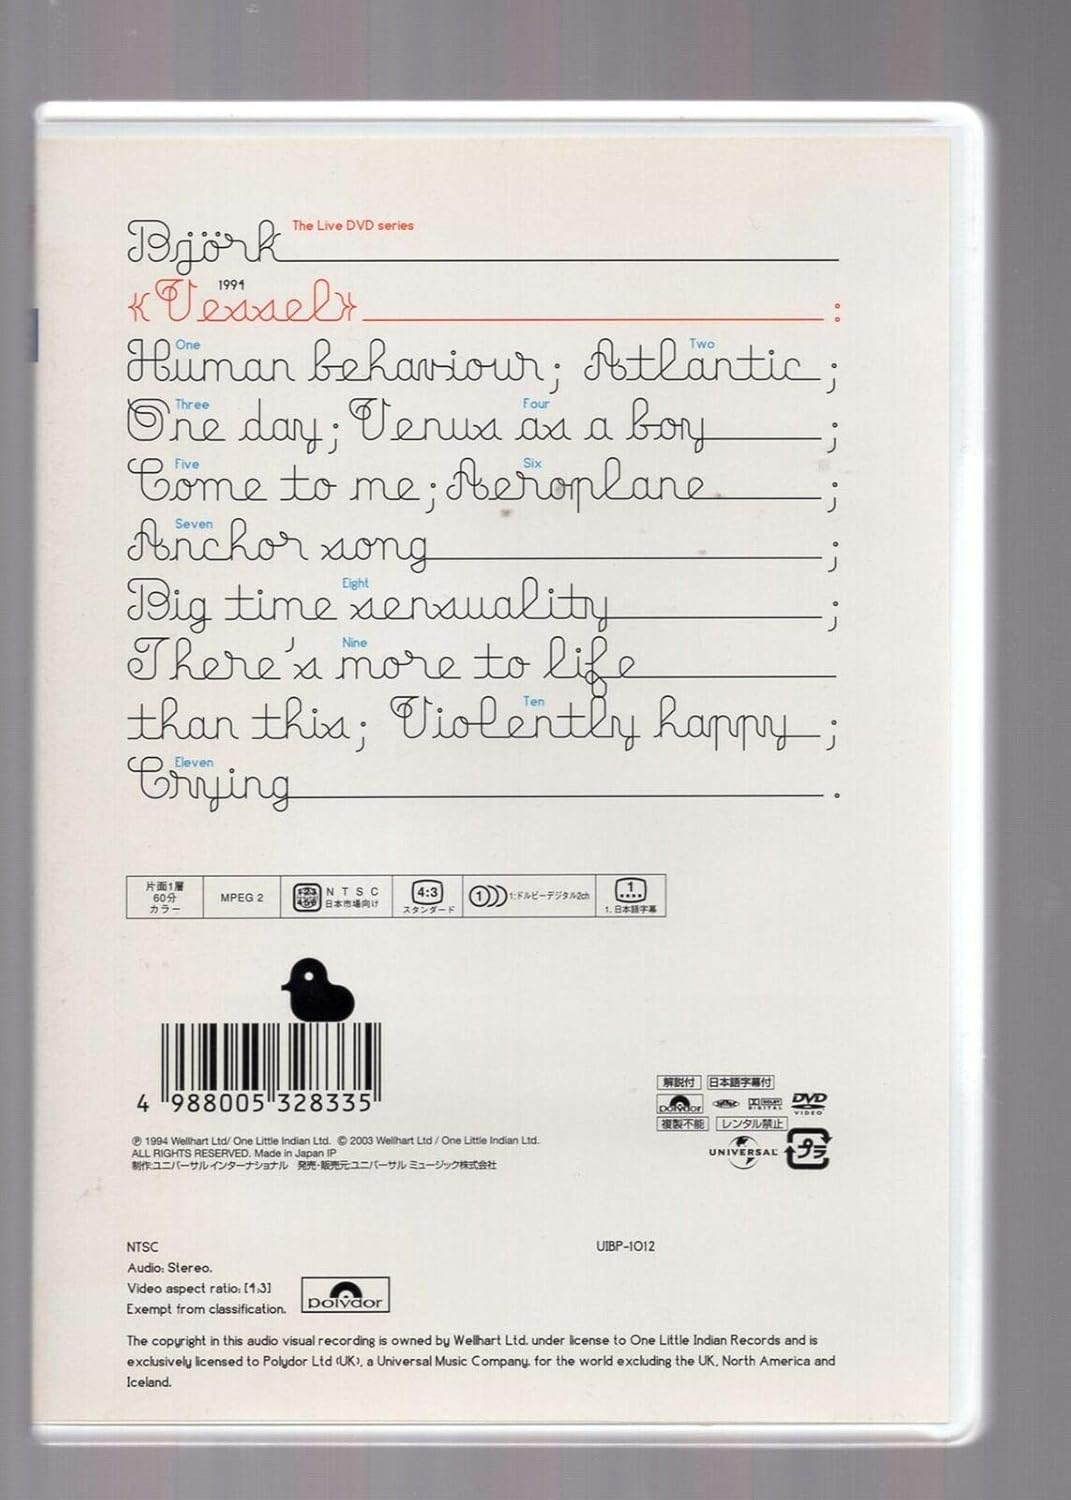 Björk The Live DVD series
1994
«Vessel» :
One Two
Human behaviour; Atlantic ;
Three Four
One day; Venus as a boy ;
Five Six
Come to me; Aeroplane ;
Seven
Anchor song ;
Eight
Big time sensuality ;
Nine
There's more to life
Ten
than this; Violently happy ;
Eleven
Crying .
片面1層
60分
カラー
MPEG 2
NTSC
日本市場向け
4:3
スタンダード
1
1:ドルビーデジタル2ch
1
1. 日本語字幕
4 988005 328335
℗ 1994 Wellhart Ltd/ One Little Indian Ltd. © 2003 Wellhart Ltd / One Little Indian Ltd.
ALL RIGHTS RESERVED. Made in Japan IP
制作:ユニバーサル インターナショナル 発売・販売元:ユニバーサル ミュージック株式会社
解説付 日本語字幕付
polydor DOLBY DIGITAL DVD VIDEO
複製不能 レンタル禁止
UNIVERSAL プラ
NTSC
UIBP-1012
Audio: Stereo.
Video aspect ratio: [4:3]
Exempt from classification.
polydor
The copyright in this audio visual recording is owned by Wellhart Ltd. under license to One Little Indian Records and is
exclusively licensed to Polydor Ltd (UK), a Universal Music Company, for the world excluding the UK, North America and
Iceland.